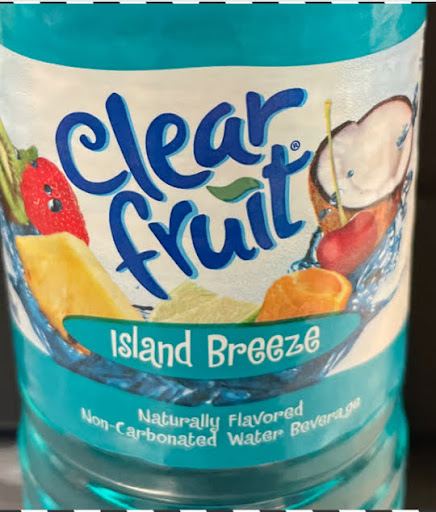 clear
fruit®
Island Breeze
Naturally Flavored
Non-Carbonated Water Beverage